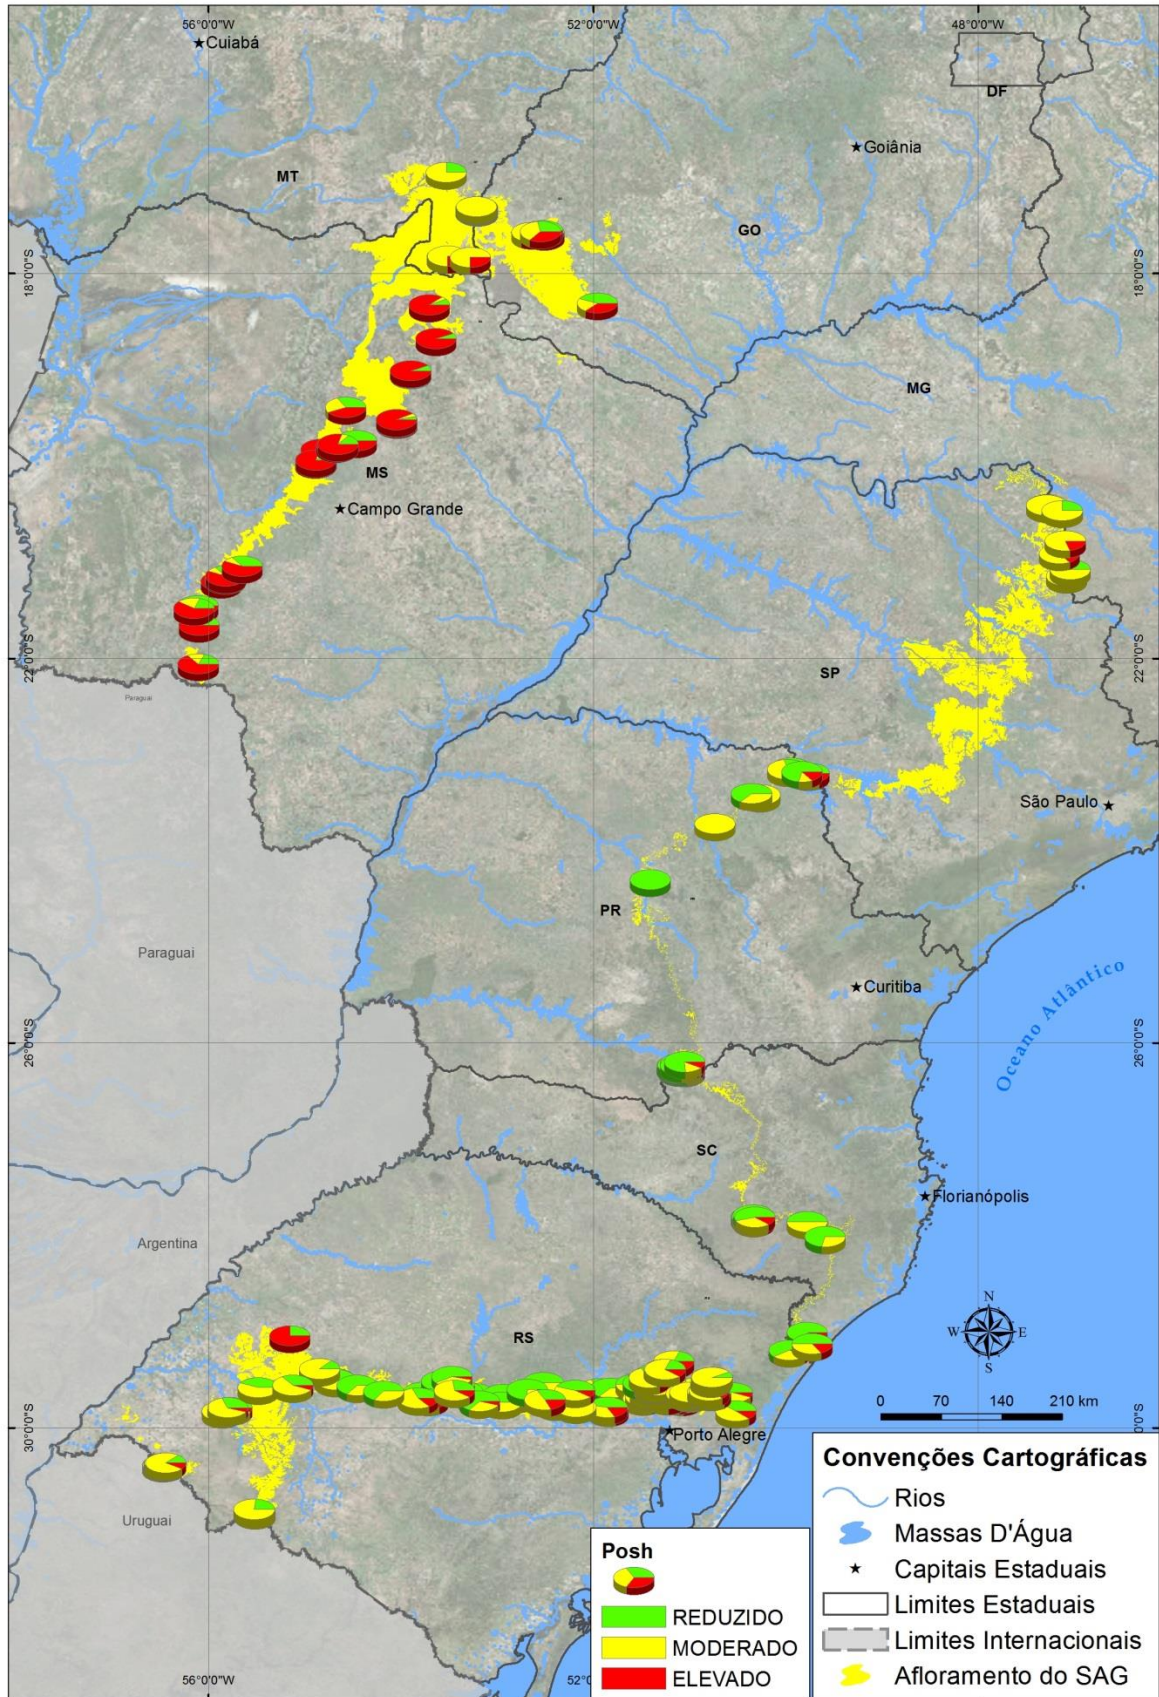 56°0'0"W
52°0'0"W
48°0'0"W
Cuiabá
DF
Goiânia
MT
GO
18°0'0"S
18°0'0"S
MG
MS
Campo Grande
22°0'0"S
22°0'0"S
SP
Paraguai
São Paulo
PR
Paraguai
Curitiba
Oceano Atlântico
26°0'0"S
26°0'0"S
SC
Florianópolis
Argentina
N
W E
S
RS
0 70 140 210 km
30°0'0"S
Porto Alegre
Uruguai
Convenções Cartográficas
Rios
Massas D'Água
Capitais Estaduais
Limites Estaduais
Limites Internacionais
Afloramento do SAG
Posh
REDUZIDO
MODERADO
ELEVADO
56°0'0"W